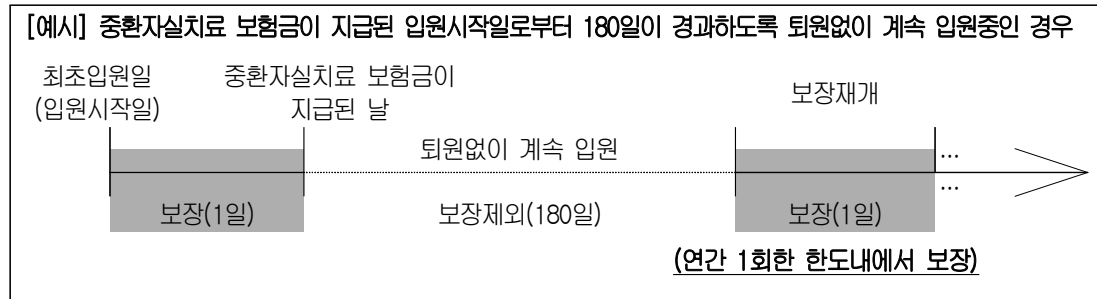 [예시] 중환자실치료 보험금이 지급된 입원시작일로부터 180일이 경과하도록 퇴원없이 계속 입원중인 경우
최초입원일
(입원시작일)
중환자실치료 보험금이
지급된 날
보장재개
퇴원없이 계속 입원
...
...
보장(1일)
보장제외(180일)
보장(1일)
(연간 1회한 한도내에서 보장)